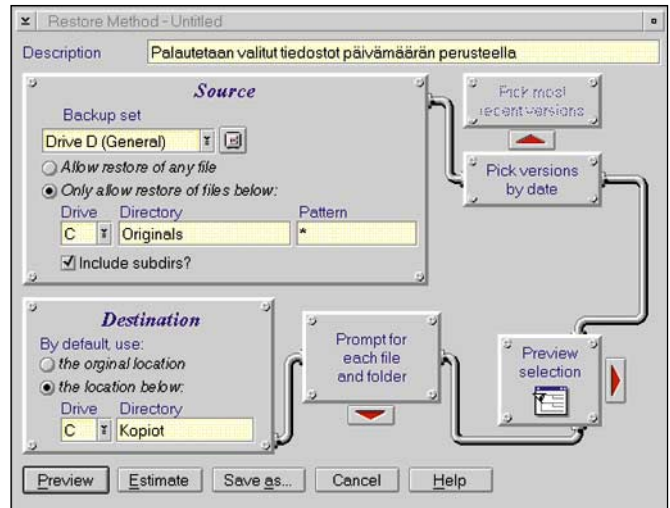 Restore Method - Untitled
Description Palautetaan valitut tiedostot päivämäärän perusteella
Source
Backup set
Drive D (General)
Allow restore of any file
Only allow restore of files below:
Drive Directory Pattern
C Originals *
Include subdirs?
Pick most
recent versions
Pick versions
by date
Destination
By default, use:
the orginal location
the location below:
Drive Directory
C Kopiot
Prompt for
each file
and folder
Preview
selection
Preview Estimate Save as... Cancel Help